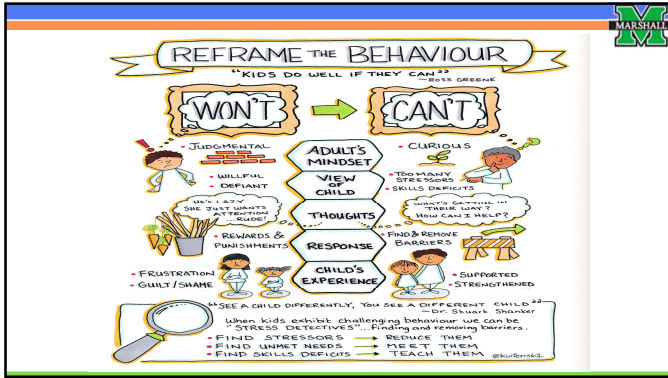 MARSHALL
REFRAME THE BEHAVIOUR
"KIDS DO WELL IF THEY CAN"
~ROSS GREENE
WON'T
CAN'T
• JUDGMENTAL
ADULT'S MINDSET
• CURIOUS
• WILLFUL
• DEFIANT
VIEW OF CHILD
• TOO MANY STRESSORS
• SKILLS DEFICITS
HE'S LAZY
SHE JUST WANTS
ATTENTION
...RUDE!
THOUGHTS
WHAT'S GETTING IN
THEIR WAY?
HOW CAN I HELP?
• REWARDS &
PUNISHMENTS
RESPONSE
• FIND & REMOVE
BARRIERS
• FRUSTRATION
• GUILT/SHAME
CHILD'S EXPERIENCE
• SUPPORTED
• STRENGTHENED
"SEE A CHILD DIFFERENTLY, YOU SEE A DIFFERENT CHILD"
~ Dr. Stuart Shanker
When kids exhibit challenging behaviour we can be
"STRESS DETECTIVES"...finding and removing barriers.
• FIND STRESSORS → REDUCE THEM
• FIND UNMET NEEDS → MEET THEM
• FIND SKILLS DEFICITS → TEACH THEM
@kwiens62